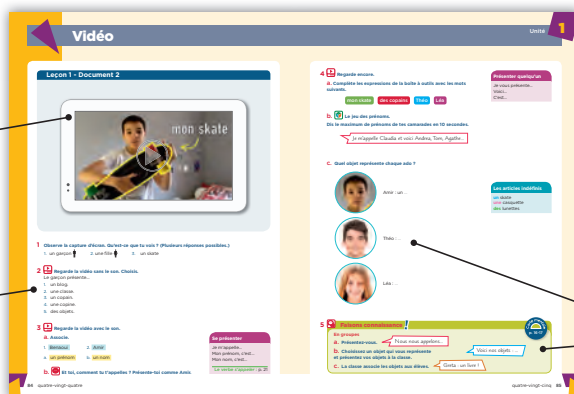 Vidéo
Unité 1
Leçon 1 - Document 2
mon skate
1 Observe la capture d'écran. Qu'est-ce que tu vois ? (Plusieurs réponses possibles.)
1. un garçon 2. une fille 3. un skate
2 Regarde la vidéo sans le son. Choisis.
Le garçon présente...
1. un blog.
2. une classe.
3. un copain.
4. une copine.
5. des objets.
3 Regarde la vidéo avec le son.
a. Associe.
1. Bensoux 2. Amir
a. un prénom b. un nom
b. Et toi, comment tu t'appelles ? Présente-toi comme Amir.
Se présenter
Je m'appelle...
Mon prénom, c'est...
Mon nom, c'est...
Le verbe s'appeler : p. 21
84 quatre-vingt-quatre
4 Regarde encore.
a. Complète les expressions de la boîte à outils avec les mots
suivants.
mon skate des copains Théo Léa
b. Le jeu des prénoms.
Dis le maximum de prénoms de tes camarades en 10 secondes.
Je m'appelle Claudia et voici Andrea, Tom, Agathe...
c. Quel objet représente chaque ado ?
Amir : un ...
Théo : ...
Léa : ...
Présenter quelqu'un
Je vous présente...
Voici...
C'est...
Les articles indéfinis
un skate
une casquette
des lunettes
5 Faisons connaissance !
En groupes
a. Présentez-vous.
Nous nous appelons...
b. Choisissez un objet qui vous représente
et présentez vos objets à la classe.
Voici nos objets : ...
c. La classe associe les objets aux élèves.
Greta : un livre !
quatre-vingt-cinq 85